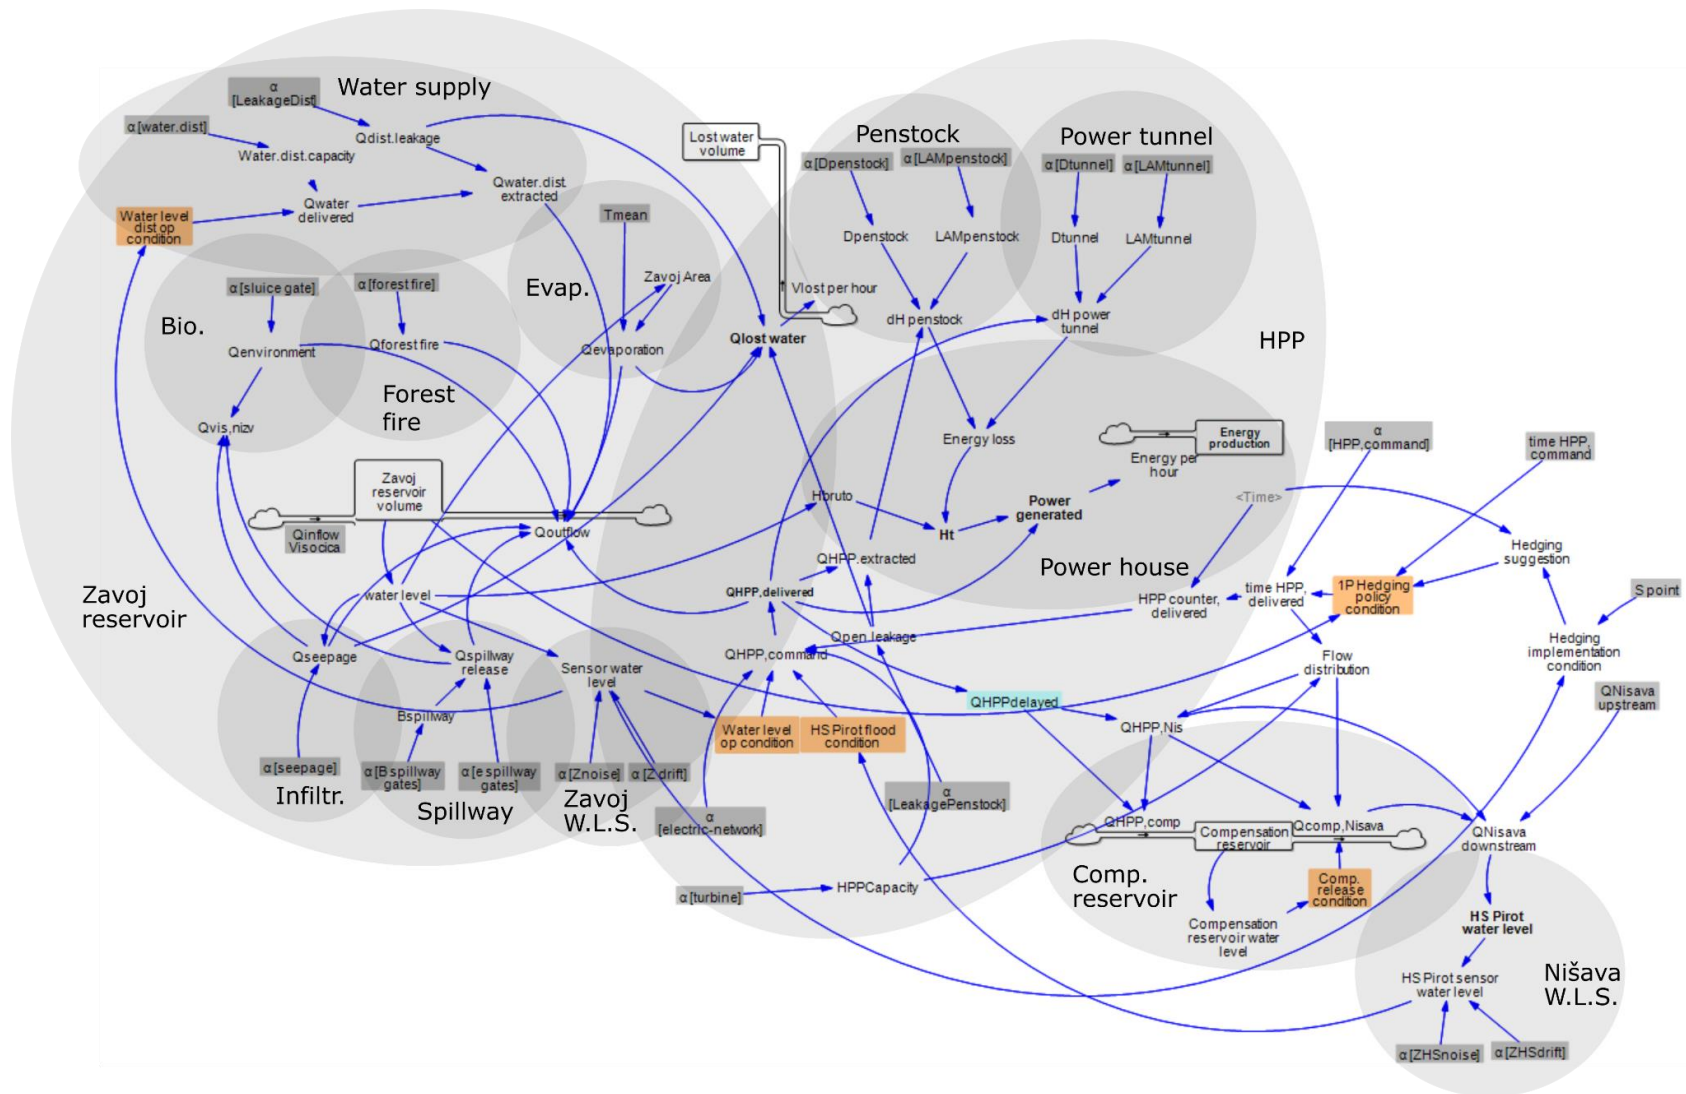 α
[LeakageDist]
Water supply
α[water.dist]
Qdist.leakage
Water.dist.capacity
Qwater.dist.
extracted
Qwater
delivered
Water level
dist op
condition
Lost water
volume
Penstock
Power tunnel
α[Dpenstock]
α[LAMpenstock]
α[Dtunnel]
α[LAMtunnel]
Dpenstock
LAMpenstock
Dtunnel
LAMtunnel
Tmean
Zavoj Area
Evap.
Vlost per hour
α[sluice gate]
α[forest fire]
Bio.
Qenvironment
Qforest fire
Qevaporation
Qlost water
dH penstock
dH power
tunnel
HPP
Forest
fire
Qvis,nizv
Energy loss
Energy
production
Energy per
hour
α
[HPP,command]
time HPP,
command
Zavoj
reservoir
volume
Qinflow
Visocica
Qoutflow
Hbruto
Ht
Power
generated
<Time>
Hedging
suggestion
QHPP.extracted
Power house
Zavoj
reservoir
water level
QHPP,delivered
HPP counter,
delivered
time HPP,
delivered
1P Hedging
policy
condition
S point
Qseepage
Qspillway
release
Sensor water
level
QHPP,command
Qpen.leakage
Flow
distribution
Hedging
implementation
condition
QNisava
upstream
Bspillway
QHPPdelayed
QHPP,Nis
Water level
op condition
HS Pirot flood
condition
α[seepage]
α[B spillway
gates]
α[e spillway
gates]
α[Znoise]
α[Z drift]
Infiltr.
Spillway
Zavoj
W.L.S.
α
[electric-network]
α
[LeakagePenstock]
QHPP,comp
Compensation
reservoir
Qcomp,Nisava
QNisava
downstream
Comp.
reservoir
α[turbine]
HPPCapacity
Comp.
release
condition
Compensation
reservoir water
level
HS Pirot
water level
HS Pirot sensor
water level
Nišava
W.L.S.
α[ZHSnoise]
α[ZHSdrift]